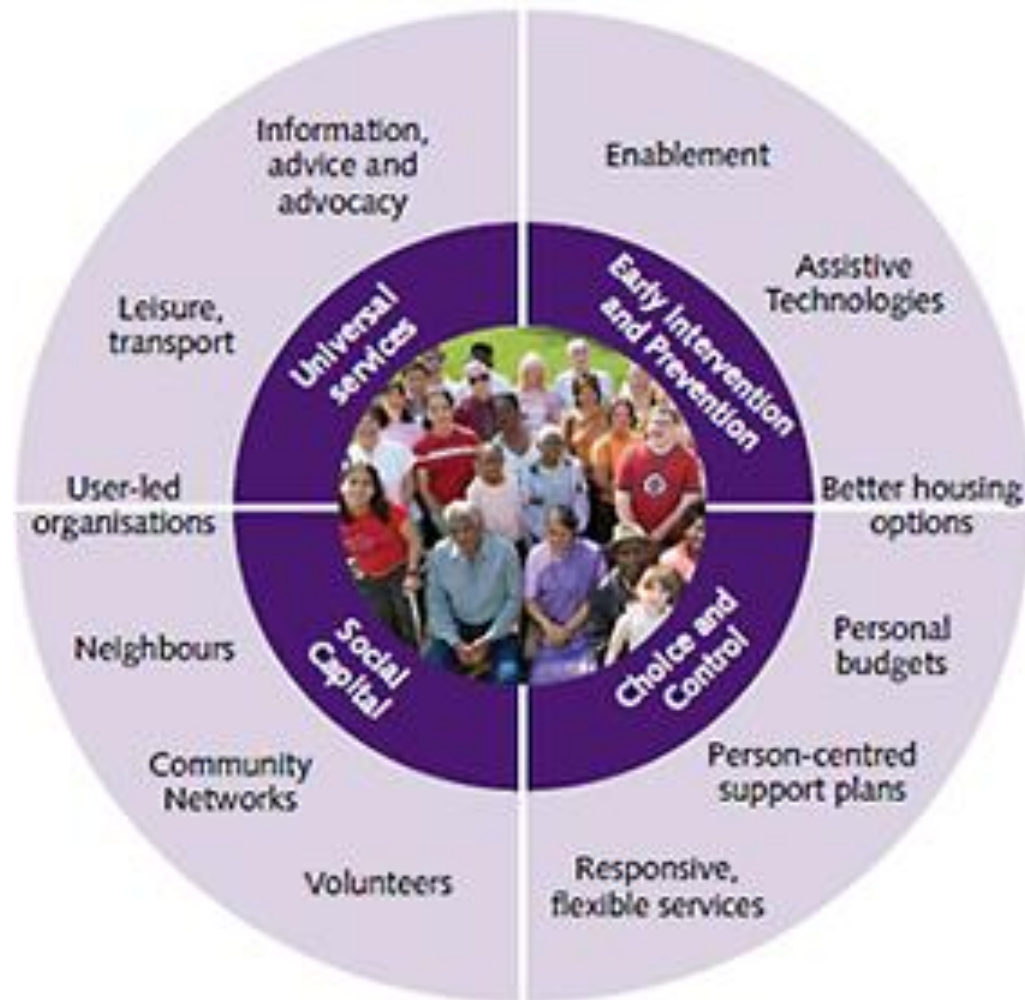 Information,
advice and
advocacy
Leisure,
transport
User-led
organisations
Universal
services
Enablement
Assistive
Technologies
Better housing
options
Early Intervention
and Prevention
Neighbours
Community
Networks
Volunteers
Social
Capital
Personal
budgets
Person-centred
support plans
Responsive,
flexible services
Choice and
Control